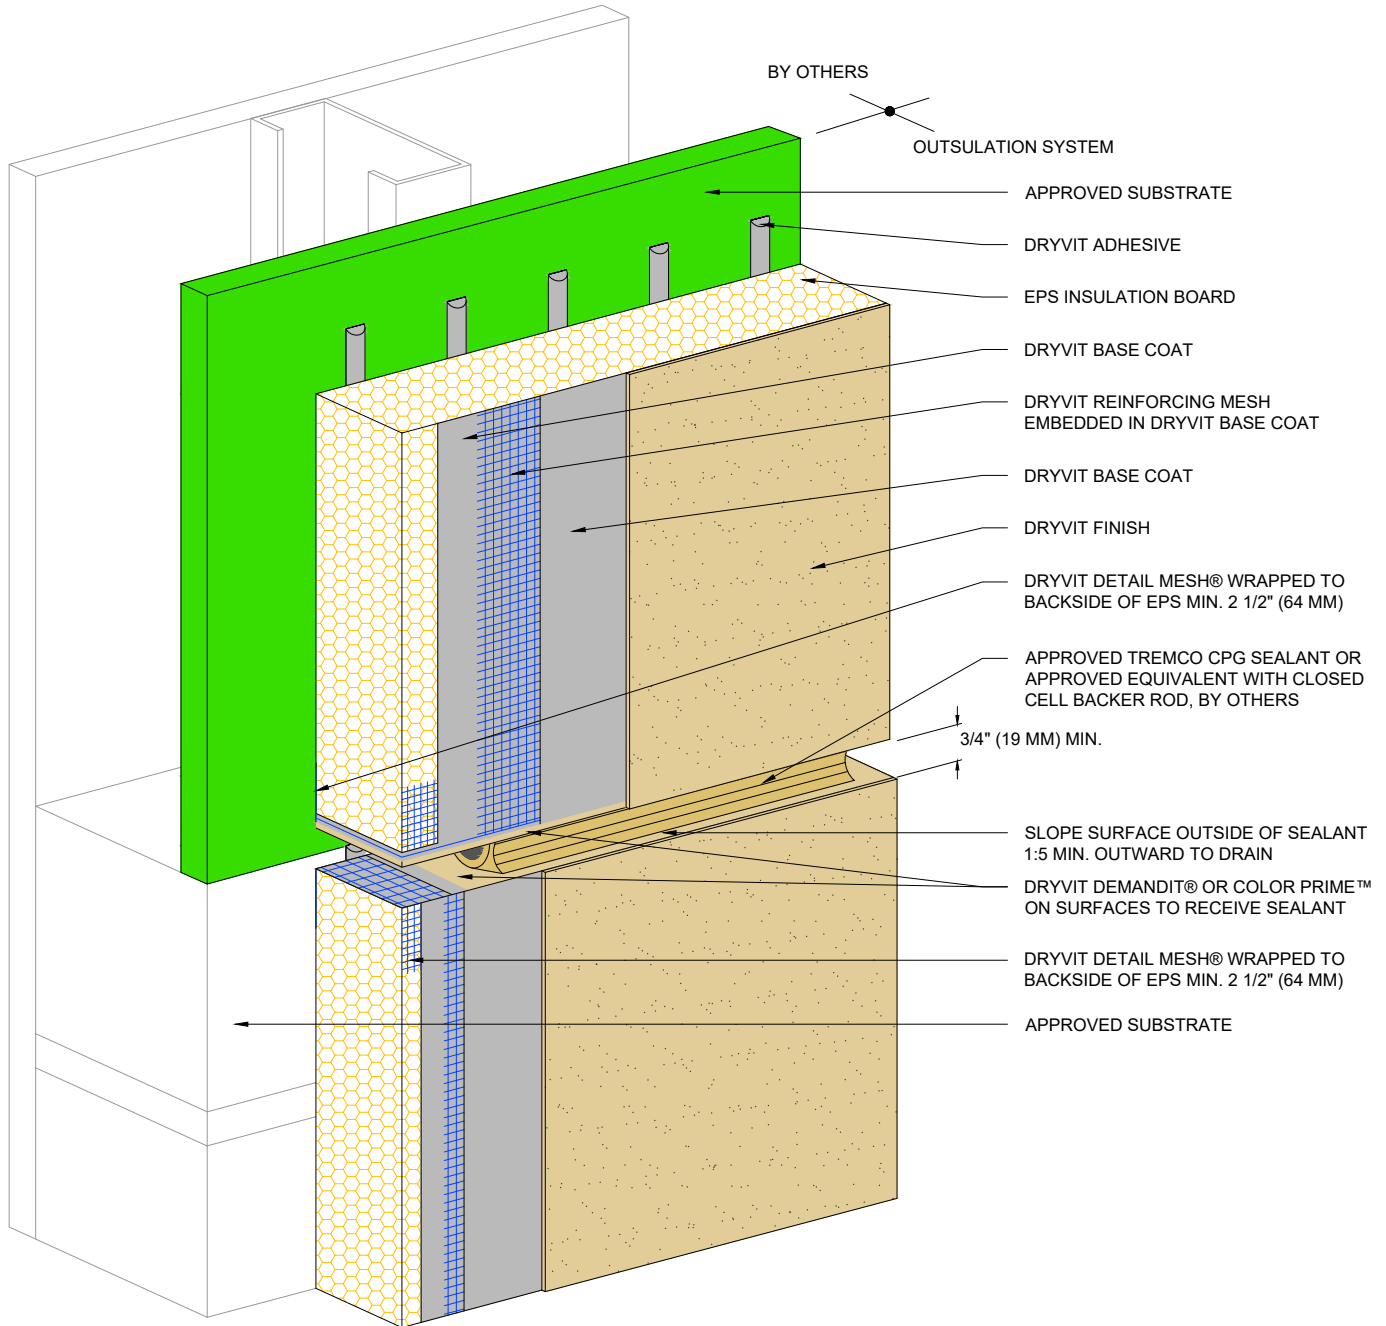 BY OTHERS
OUTSULATION SYSTEM
APPROVED SUBSTRATE
DRYVIT ADHESIVE
EPS INSULATION BOARD
DRYVIT BASE COAT
DRYVIT REINFORCING MESH
EMBEDDED IN DRYVIT BASE COAT
DRYVIT BASE COAT
DRYVIT FINISH
DRYVIT DETAIL MESH® WRAPPED TO
BACKSIDE OF EPS MIN. 2 1/2" (64 MM)
APPROVED TREMCO CPG SEALANT OR
APPROVED EQUIVALENT WITH CLOSED
CELL BACKER ROD, BY OTHERS
3/4" (19 MM) MIN.
SLOPE SURFACE OUTSIDE OF SEALANT
1:5 MIN. OUTWARD TO DRAIN
DRYVIT DEMANDIT® OR COLOR PRIME™
ON SURFACES TO RECEIVE SEALANT
DRYVIT DETAIL MESH® WRAPPED TO
BACKSIDE OF EPS MIN. 2 1/2" (64 MM)
APPROVED SUBSTRATE